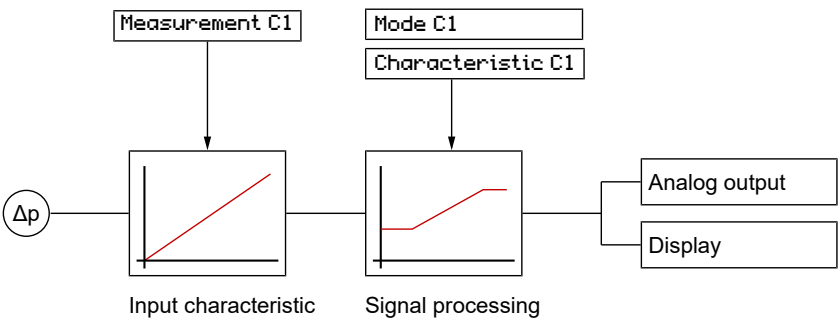 Measurement C1
Mode C1
Characteristic C1
Δp
Analog output
Display
Input characteristic
Signal processing